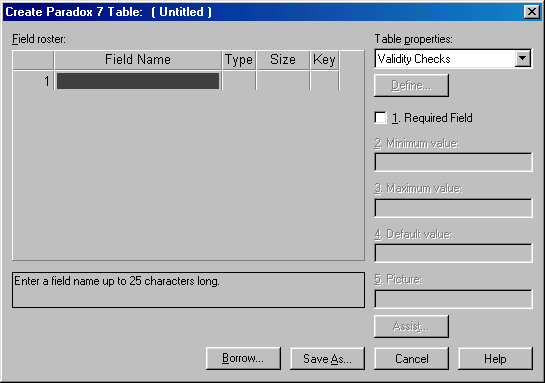 Create Paradox 7 Table: ( Untitled )
Field roster:
Field Name Type Size Key
1
Enter a field name up to 25 characters long.
Table properties:
Validity Checks
Define...
1. Required Field
2. Minimum value:
3. Maximum value:
4. Default value:
5. Picture:
Assist...
Borrow... Save As... Cancel Help